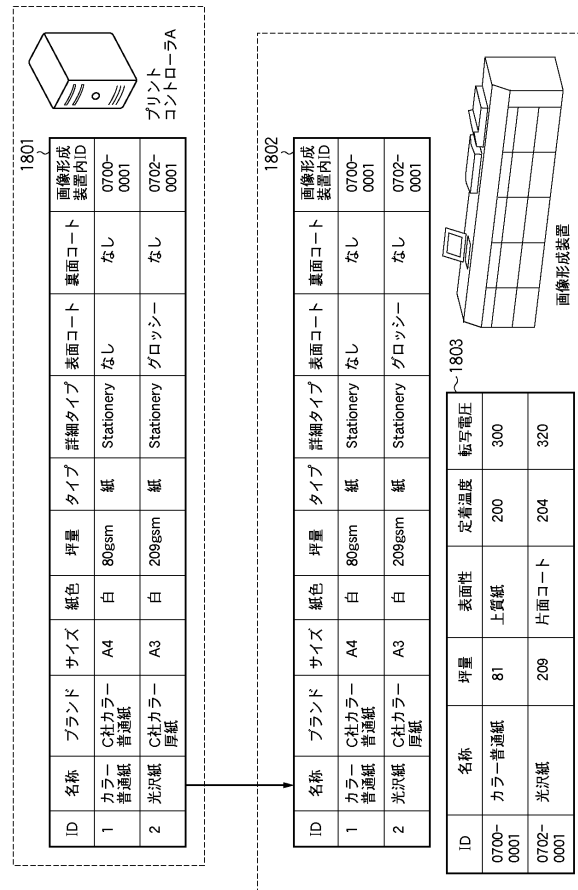 1801
ID 名称 ブランド サイズ 紙色 坪量 タイプ 詳細タイプ 表面コート 裏面コート 画像形成
装置内ID
1 カラー
普通紙 C社カラー
普通紙 A4 白 80gsm 紙 Stationery なし なし 0700-
0001
2 光沢紙 C社カラー
厚紙 A3 白 209gsm 紙 Stationery グロッシー なし 0702-
0001
プリント
コントローラA
1802
ID 名称 ブランド サイズ 紙色 坪量 タイプ 詳細タイプ 表面コート 裏面コート 画像形成
装置内ID
1 カラー
普通紙 C社カラー
普通紙 A4 白 80gsm 紙 Stationery なし なし 0700-
0001
2 光沢紙 C社カラー
厚紙 A3 白 209gsm 紙 Stationery グロッシー なし 0702-
0001
1803
ID 名称 坪量 表面性 定着温度 転写電圧
0700-
0001 カラー普通紙 81 上質紙 200 300
0702-
0001 光沢紙 209 片面コート 204 320
画像形成装置